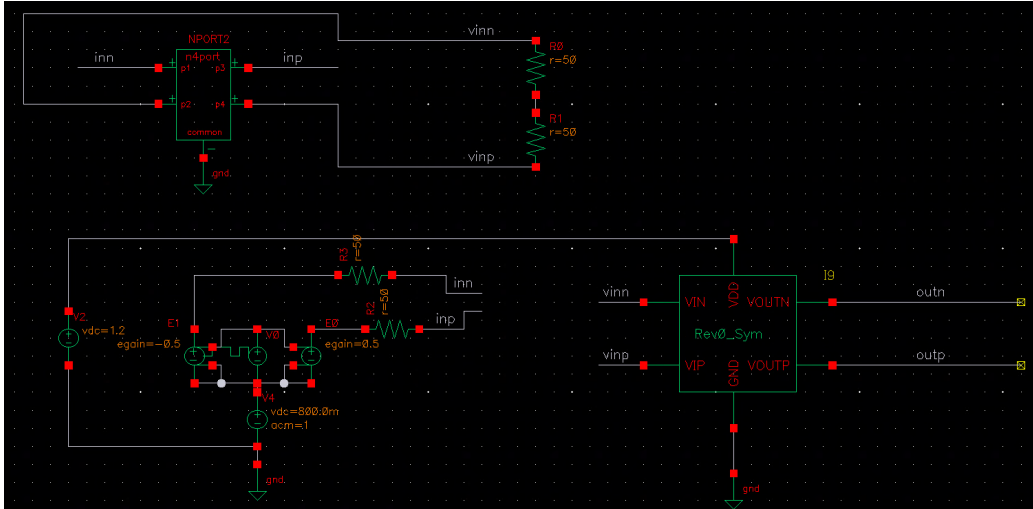 NPORT2
n4port
inn
inp
p1
p3
p2
p4
common
gnd
vinn
R0
r=50
R1
r=50
vinp
V2
vdc=1.2
E1
egain=-0.5
V0
E0
egain=0.5
R3
r=50
R2
r=50
inn
inp
V4
vdc=800.0m
acm=1
gnd
I9
vinn
VIN
VDD
VOUTN
outn
Rev0_Sym
vinp
VIP
GND
VOUTP
outp
gnd